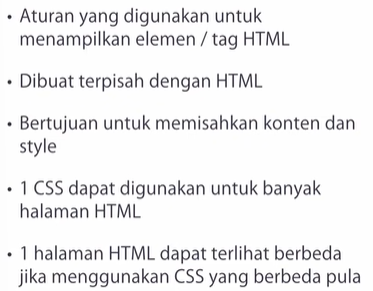 • Aturan yang digunakan untuk
menampilkan elemen / tag HTML
• Dibuat terpisah dengan HTML
• Bertujuan untuk memisahkan konten dan
style
• 1 CSS dapat digunakan untuk banyak
halaman HTML
• 1 halaman HTML dapat terlihat berbeda
jika menggunakan CSS yang berbeda pula